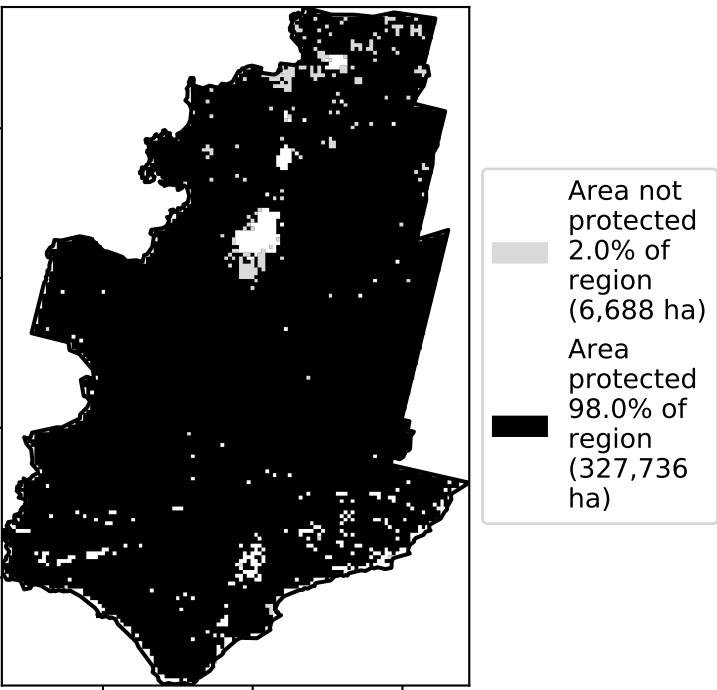 Area not
protected
2.0% of
region
(6,688 ha)
Area
protected
98.0% of
region
(327,736
ha)